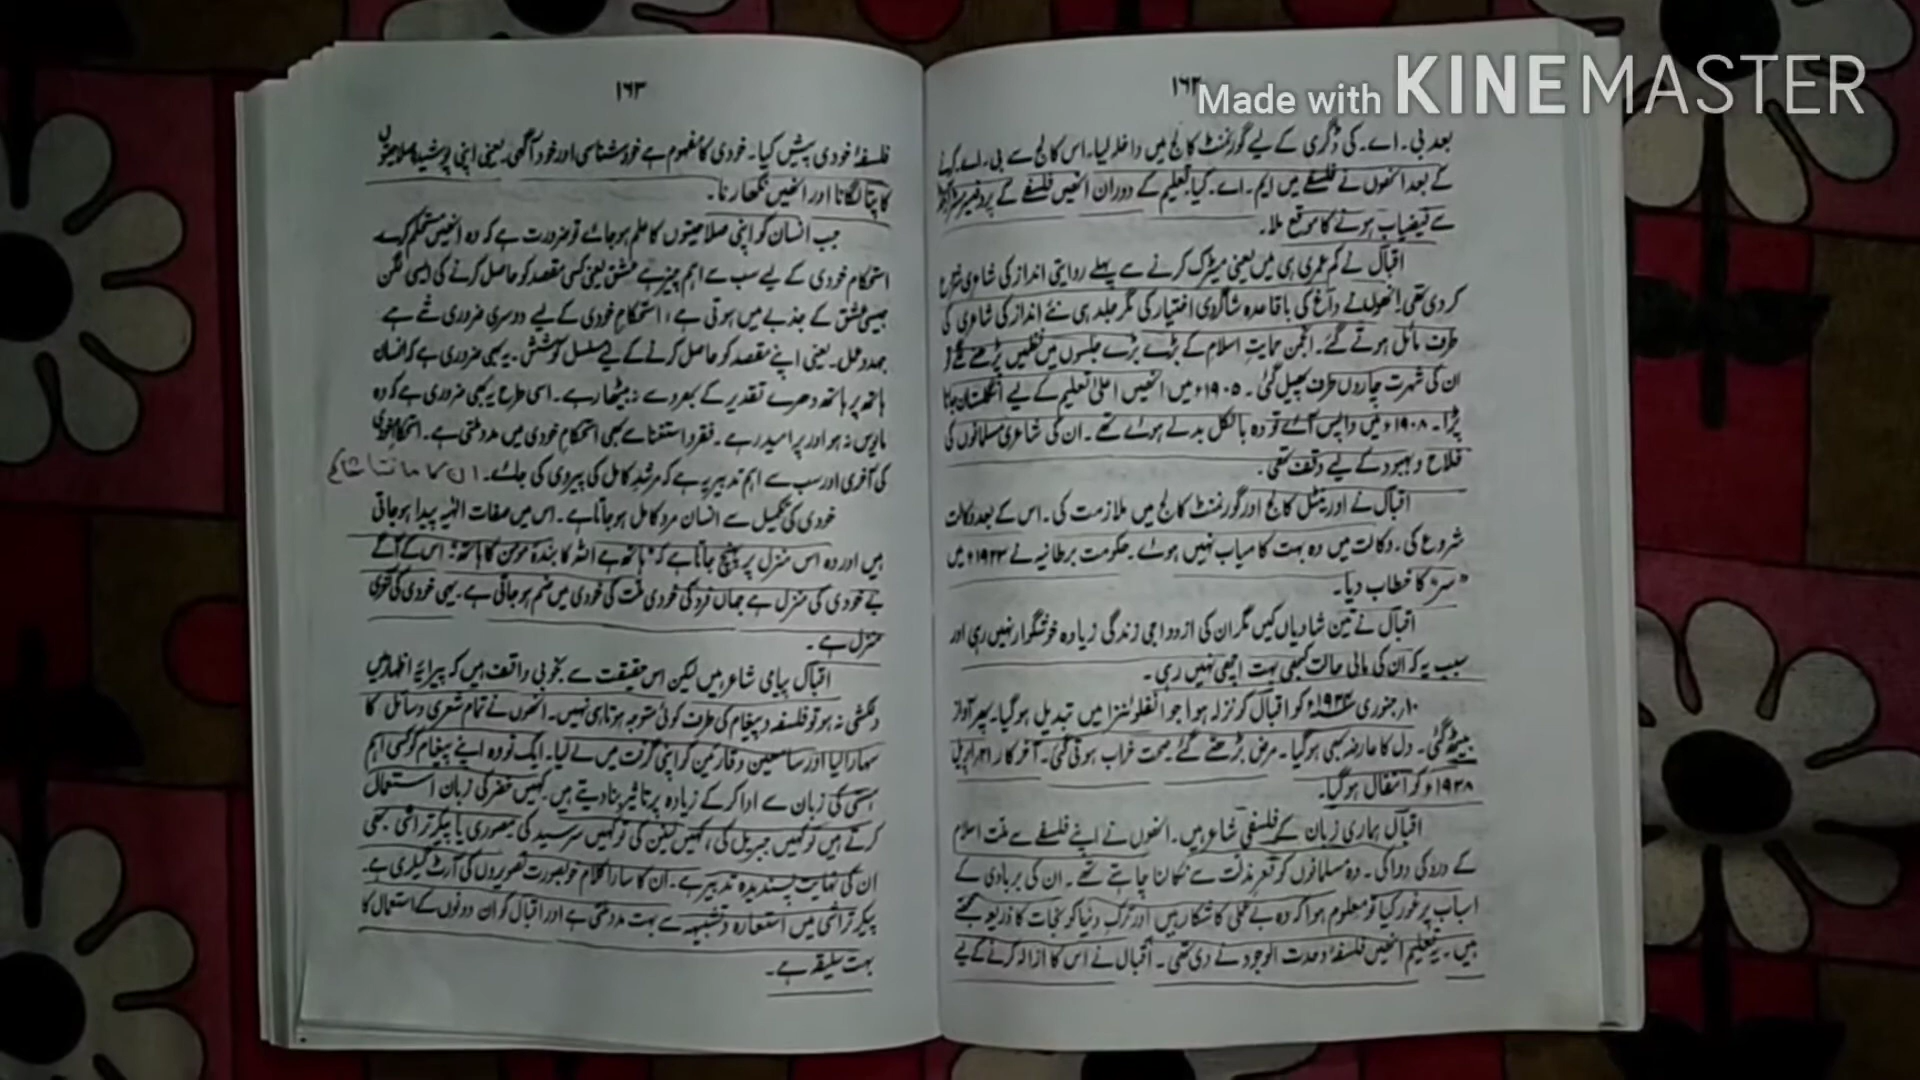 Made with KINEMASTER
۱۶۲
بعد بی۔ اے۔ کی ڈگری کے لیے گورنمنٹ کالج میں داخلہ لیا۔ اس کالج سے بی۔ اے کرنے
کے بعد انھوں نے فلسفے میں ایم۔ اے۔ کیا۔ تعلیم کے دوران انھیں فلسفے کے پروفیسر
سے فیضیاب ہونے کا موقع ملا۔
اقبال نے کم عمری ہی میں یعنی میٹرک کرنے سے پہلے روایتی انداز کی شاعری شروع
کر دی تھی۔ انھوں نے داغ کی باقاعدہ شاگردی اختیار کی مگر جلد ہی نئے انداز کی شاعری کی
طرف مائل ہوتے گئے۔ انجمن حمایت اسلام کے بڑے بڑے جلسوں میں نظمیں پڑھنے لگے تو
ان کی شہرت چاروں طرف پھیل گئی۔ ۱۹۰۵ء میں انھیں اعلیٰ تعلیم کے لیے انگلستان جانا
پڑا۔ ۱۹۰۸ء میں واپس آئے تو وہ بالکل بدلے ہوئے تھے۔ ان کی شاعری مسلمانوں کی
فلاح و بہبود کے لیے وقف تھی۔
اقبال نے اورینٹل کالج اور گورنمنٹ کالج میں ملازمت کی۔ اس کے بعد وکالت
شروع کی۔ وکالت میں وہ بہت کامیاب نہیں ہوئے۔ حکومت برطانیہ نے ۱۹۲۳ء میں
"سر" کا خطاب دیا۔
اقبال نے تین شادیاں کیں مگر ان کی ازدواجی زندگی زیادہ خوشگوار نہیں رہی اور
سبب یہ کہ ان کی مالی حالت کبھی بہت اچھی نہیں رہی۔
۱۰ر جنوری ۱۹۳۴ء کو اقبال کو نزلہ ہوا جو انفلوئنزا میں تبدیل ہو گیا۔ پھر آواز
بیٹھ گئی۔ دل کا عارضہ بھی ہو گیا۔ مرض بڑھتے گئے صحت خراب ہوتی گئی۔ آخر کار ۲۱ر اپریل
۱۹۳۸ء کو انتقال ہو گیا۔
اقبال ہماری زبان کے فلسفی شاعر ہیں۔ انھوں نے اپنے فلسفے سے ملت اسلام
کے درد کی دوا کی۔ وہ مسلمانوں کو قعر مذلت سے نکالنا چاہتے تھے۔ ان کی بربادی کے
اسباب پر غور کیا تو معلوم ہوا کہ وہ بے عملی کا شکار ہیں اور ترک دنیا کو نجات کا ذریعہ سمجھتے
ہیں۔ یہ تعلیم انھیں فلسفۂ وحدت الوجود نے دی تھی۔ اقبال نے اس کا ازالہ کرنے کے لیے
۱۶۳
فلسفۂ خودی پیش کیا۔ خودی کا مفہوم ہے خود شناسی اور خود آگہی یعنی اپنی پوشیدہ صلاحیتوں
کا پتا لگانا اور انھیں نکھارنا۔
جب انسان کو اپنی صلاحیتوں کا علم ہو جائے تو ضرورت ہے کہ وہ انھیں مستحکم کرے
استحکام خودی کے لیے سب سے اہم چیز ہے عشق یعنی کسی مقصد کو حاصل کرنے کی ایسی لگن
جیسی عشق کے جذبے میں ہوتی ہے، استحکام خودی کے لیے دوسری ضروری شے ہے
جہد و عمل۔ یعنی اپنے مقصد کو حاصل کرنے کے لیے مسلسل کوشش۔ یہ بھی ضروری ہے کہ انسان
ہاتھ پر ہاتھ دھرے تقدیر کے بھروسے نہ بیٹھا رہے۔ اسی طرح یہ بھی ضروری ہے کہ وہ
مایوس نہ ہو اور پر امید رہے۔ فقر و استغنا سے بھی استحکام خودی میں مدد ملتی ہے۔ استحکام خودی
کی آخری اور سب سے اہم تدبیر یہ ہے کہ مرشد کامل کی پیروی کی جائے۔
خودی کی تکمیل سے انسان مرد کامل ہو جاتا ہے۔ اس میں صفات الٰہیہ پیدا ہو جاتی
ہیں اور وہ اس منزل پر پہنچ جاتا ہے کہ "ہاتھ ہے اللہ کا بندۂ مومن کا ہاتھ" اس کے آگے
بے خودی کی منزل ہے جہاں فرد کی خودی ملت کی خودی میں ضم ہو جاتی ہے۔ یہی خودی کی آخری
منزل ہے۔
اقبال پیامی شاعر ہیں لیکن اس حقیقت سے بخوبی واقف ہیں کہ پیرایۂ اظہار میں
دلکشی نہ ہو تو فلسفہ و پیغام کی طرف کوئی متوجہ ہوتا ہی نہیں۔ انھوں نے تمام شعری وسائل کا
سہارا لیا اور سامعین و قارئین کو اپنی گرفت میں لے لیا۔ ایک تو وہ اپنے پیغام کو کسی اہم
ہستی کی زبان سے ادا کر کے زیادہ پر تاثیر بنا دیتے ہیں۔ کہیں خضر کی زبان استعمال
کرتے ہیں تو کہیں جبریل کی، کہیں لینن کی تو کہیں سر سید کی مصوری یا پیکر تراشی بھی
ان کی نہایت پسندیدہ تدبیر ہے۔ ان کا سارا کلام خوبصورت تصویروں کی آرٹ گیلری ہے۔
پیکر تراشی میں استعارہ و تشبیہہ سے بہت مدد ملتی ہے اور اقبال کو ان دونوں کے استعمال کا
بہت سلیقہ ہے۔